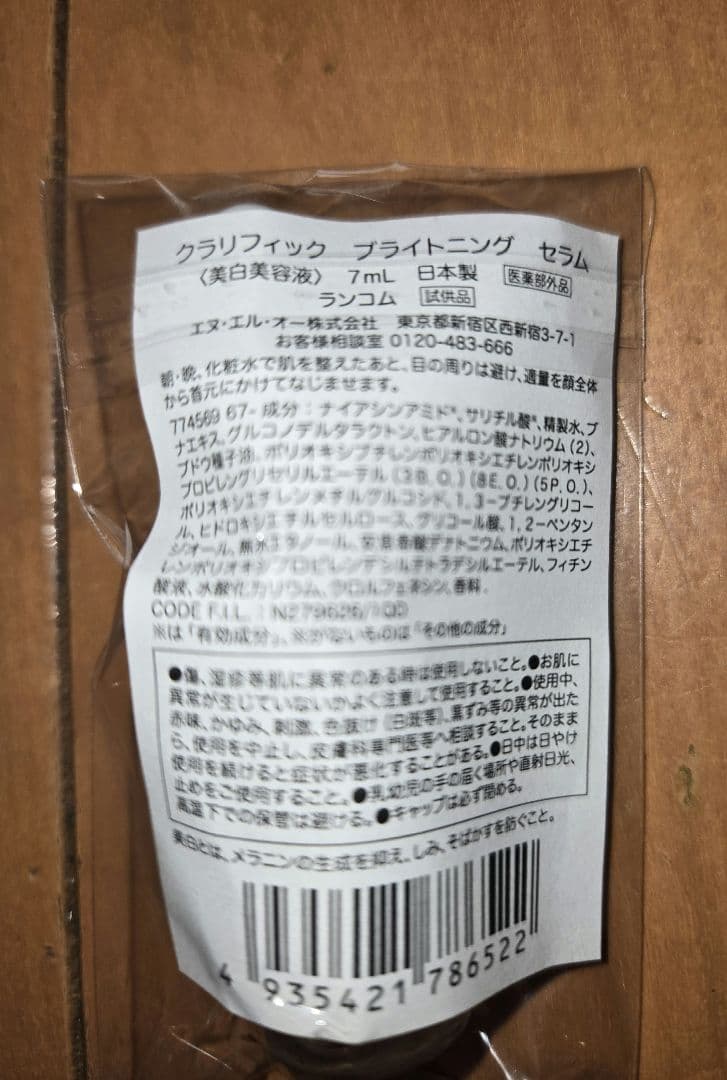 クラリフィック ブライトニング セラム
〈美白美容液〉 7mL 日本製 医薬部外品
ランコム 試供品
エヌ・エル・オー株式会社 東京都新宿区西新宿3-7-1
お客様相談室 0120-483-666
朝・晩、化粧水で肌を整えたあと、目の周りは避け、適量を顔全体
から首元にかけてなじませます。
774569 67- 成分：ナイアシンアミド*、サリチル酸*、精製水、ブ
ナエキス、グルコノデルタラクトン、ヒアルロン酸ナトリウム(2)、
ブドウ種子油、ポリオキシブチレンポリオキシエチレンポリオキシ
プロピレングリセリルエーテル(3B.O.)(8E.O.)(5P.O.)、
ポリオキシエチレンメチルグルコシド、1,3-ブチレングリコー
ル、ヒドロキシエチルセルロース、グリコール酸、1,2-ペンタン
ジオール、無水エタノール、安息香酸デナトニウム、ポリオキシエチ
レンポリオキシプロピレンデシルテトラデシルエーテル、フィチン
酸液、水酸化カリウム、クロルフェネシン、香料
CODE F.I.L.
※は「有効成分」、※がないものは「その他の成分」
●傷、湿疹等肌に異常のある時は使用しないこと。●お肌に
異常が生じていないかよく注意して使用すること。●使用中、
赤味、かゆみ、刺激、色抜け(白斑等)、黒ずみ等の異常が出た
ら、使用を中止し、皮膚科専門医等へ相談すること。そのまま
使用を続けると症状が悪化することがある。●日中は日やけ
止めをご使用すること。●乳幼児の手の届く場所や直射日光、
高温下での保管は避ける。●キャップは必ず閉める。
美白とは、メラニンの生成を抑え、しみ、そばかすを防ぐこと。
4 935421 786522